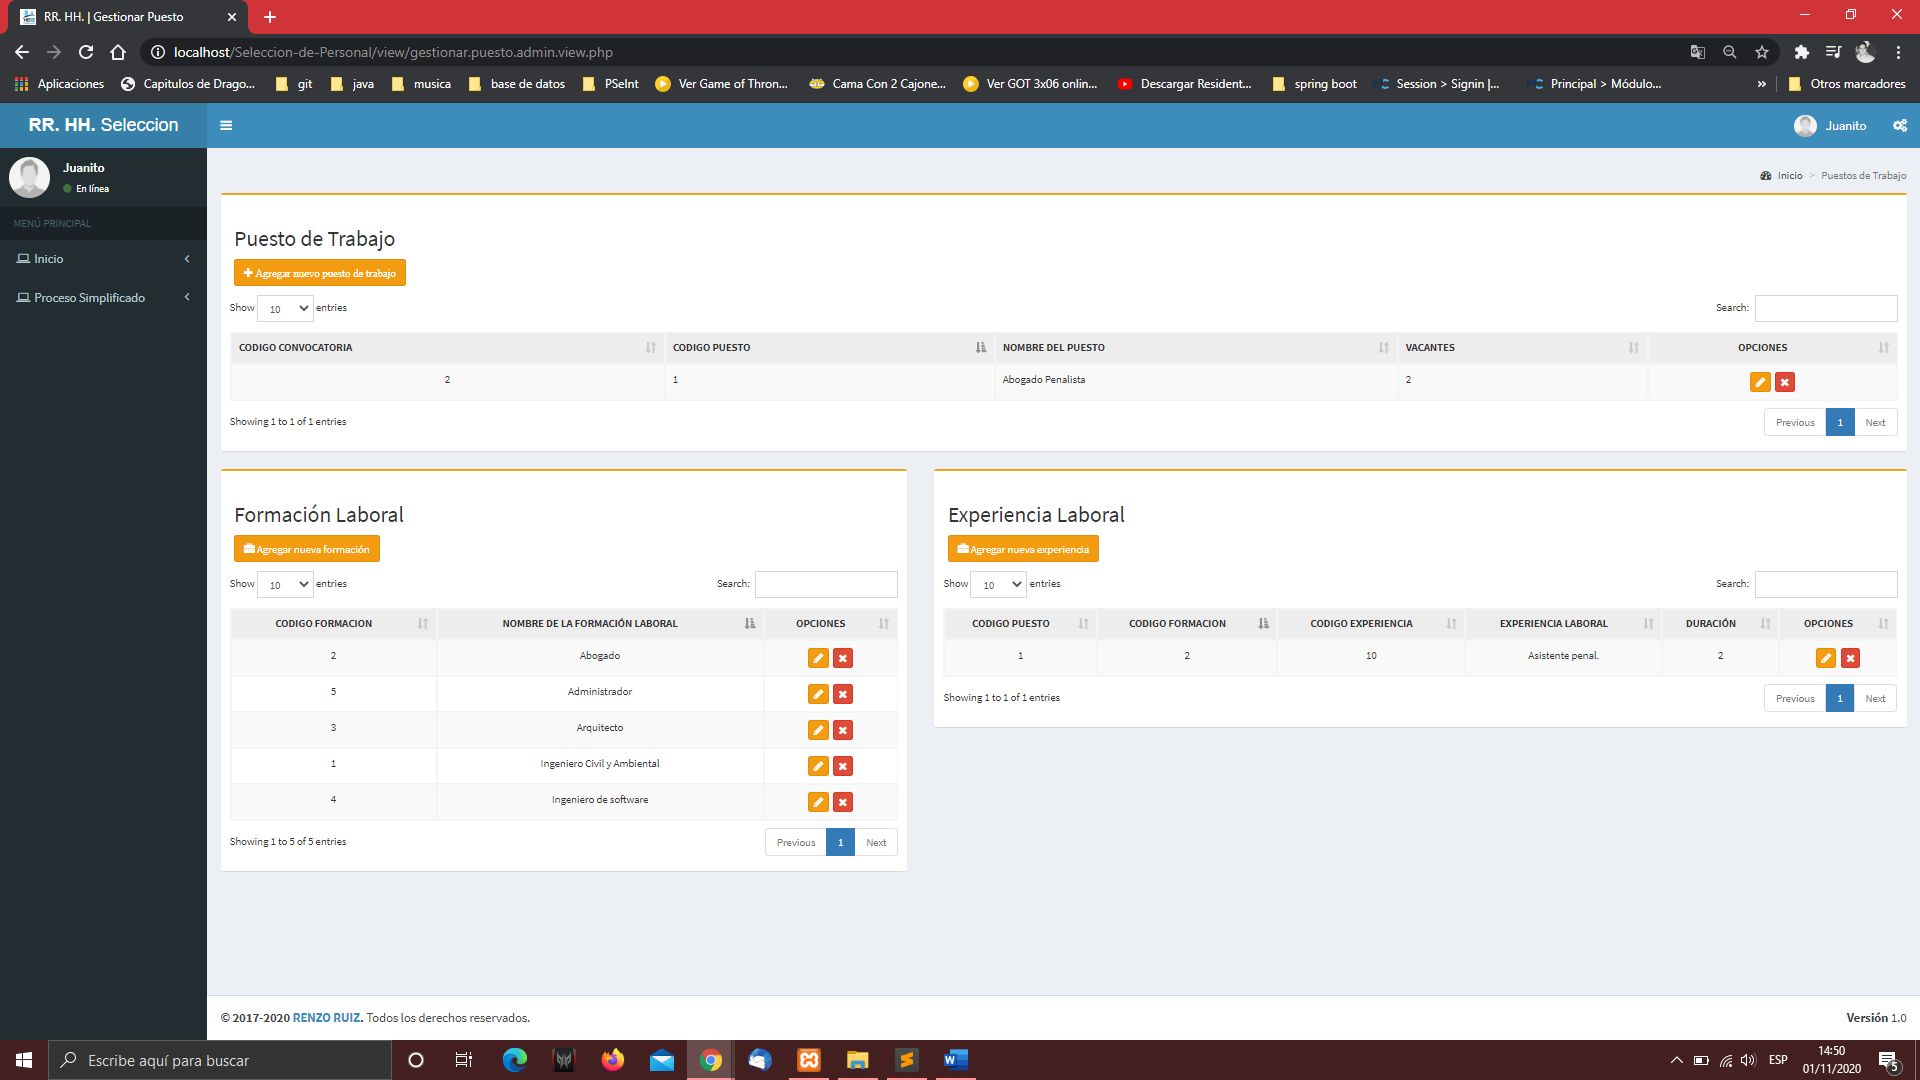 RR. HH. | Gestionar Puesto
localhost/Seleccion-de-Personal/view/gestionar.puesto.admin.view.php
Aplicaciones Capitulos de Drago... git java musica base de datos PSeInt Ver Game of Thron... Cama Con 2 Cajone... Ver GOT 3x06 onlin... Descargar Resident... spring boot Session > Signin |... Principal > Módulo... » Otros marcadores
RR. HH. Seleccion Juanito
Juanito
En línea
MENÚ PRINCIPAL
Inicio
Proceso Simplificado
Inicio > Puestos de Trabajo
Puesto de Trabajo
Agregar nuevo puesto de trabajo
Show 10 entries Search:
CODIGO CONVOCATORIA CODIGO PUESTO NOMBRE DEL PUESTO VACANTES OPCIONES
2 1 Abogado Penalista 2
Showing 1 to 1 of 1 entries Previous 1 Next
Formación Laboral
Agregar nueva formación
Show 10 entries Search:
CODIGO FORMACION NOMBRE DE LA FORMACIÓN LABORAL OPCIONES
2 Abogado
5 Administrador
3 Arquitecto
1 Ingeniero Civil y Ambiental
4 Ingeniero de software
Showing 1 to 5 of 5 entries Previous 1 Next
Experiencia Laboral
Agregar nueva experiencia
Show 10 entries Search:
CODIGO PUESTO CODIGO FORMACION CODIGO EXPERIENCIA EXPERIENCIA LABORAL DURACIÓN OPCIONES
1 2 10 Asistente penal. 2
Showing 1 to 1 of 1 entries Previous 1 Next
© 2017-2020 RENZO RUIZ. Todos los derechos reservados. Versión 1.0
Escribe aquí para buscar
ESP
14:50
01/11/2020
5